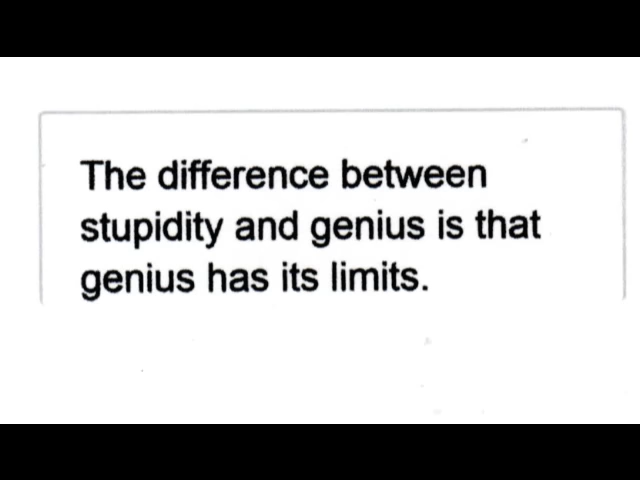 The difference between
stupidity and genius is that
genius has its limits.